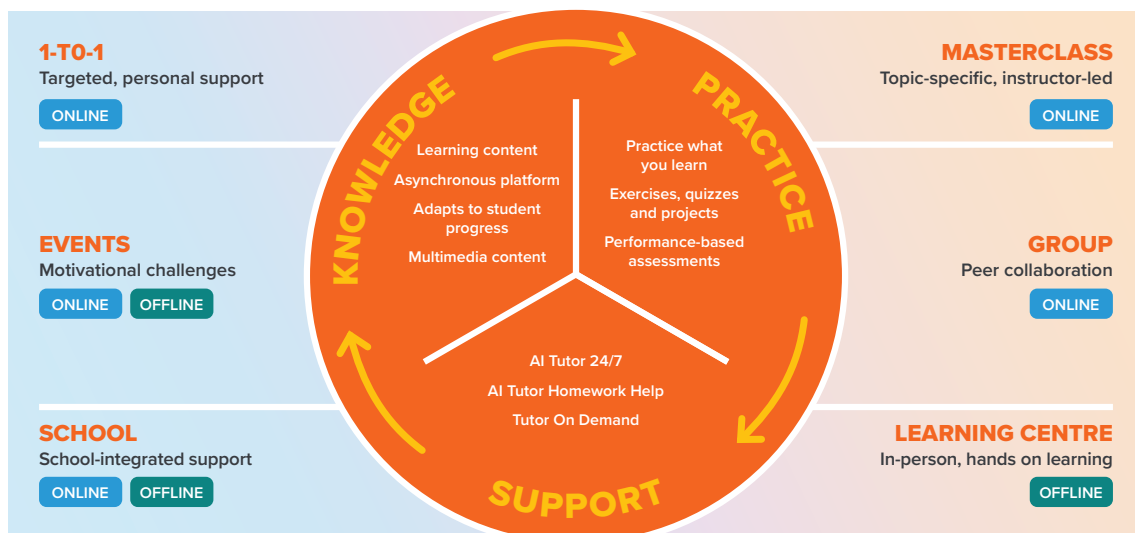 1-T0-1
Targeted, personal support
ONLINE
EVENTS
Motivational challenges
ONLINE OFFLINE
SCHOOL
School-integrated support
ONLINE OFFLINE
KNOWLEDGE
Learning content
Asynchronous platform
Adapts to student
progress
Multimedia content
PRACTICE
Practice what
you learn
Exercises, quizzes
and projects
Performance-based
assessments
AI Tutor 24/7
AI Tutor Homework Help
Tutor On Demand
SUPPORT
MASTERCLASS
Topic-specific, instructor-led
ONLINE
GROUP
Peer collaboration
ONLINE
LEARNING CENTRE
In-person, hands on learning
OFFLINE